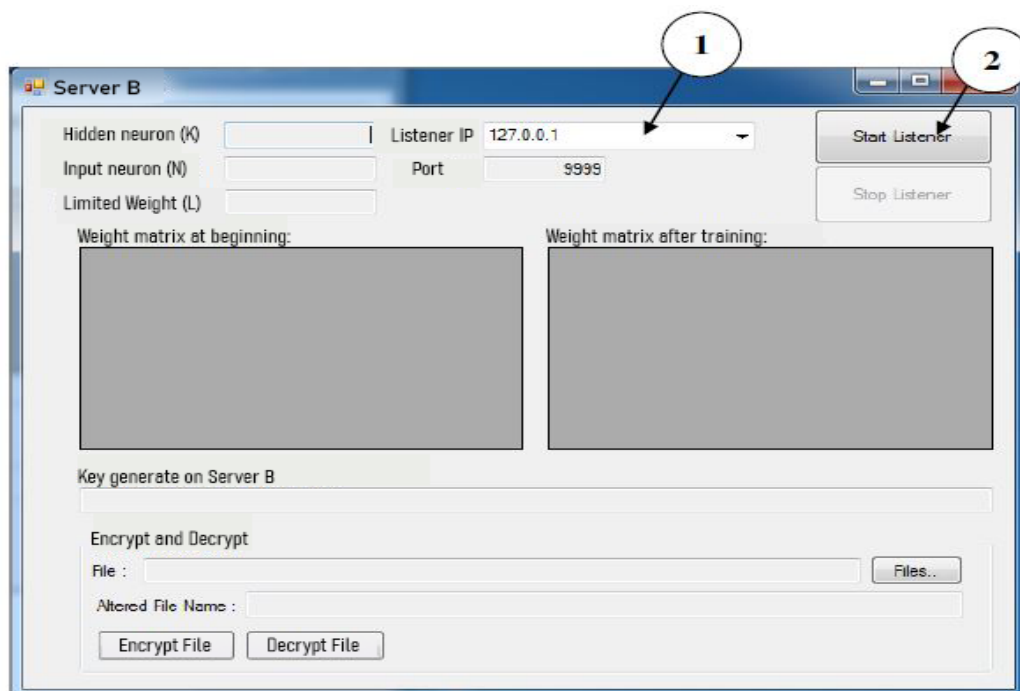 1
2
Server B
Hidden neuron (K) Listener IP 127.0.0.1 Start Listener
Input neuron (N) Port 9999
Limited Weight (L) Stop Listener
Weight matrix at beginning: Weight matrix after training:
Key generate on Server B
Encrypt and Decrypt
File : Files..
Altered File Name :
Encrypt File Decrypt File